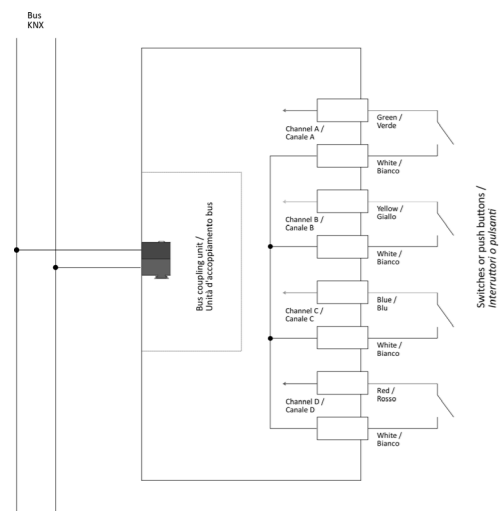 Bus
KNX
Channel A /
Canale A
Green /
Verde
White /
Bianco
Channel B /
Canale B
Yellow /
Giallo
White /
Bianco
Channel C /
Canale C
Blue /
Blu
White /
Bianco
Channel D /
Canale D
Red /
Rosso
White /
Bianco
Bus coupling unit /
Unità d'accoppiamento bus
Switches or push buttons /
Interruttori o pulsanti